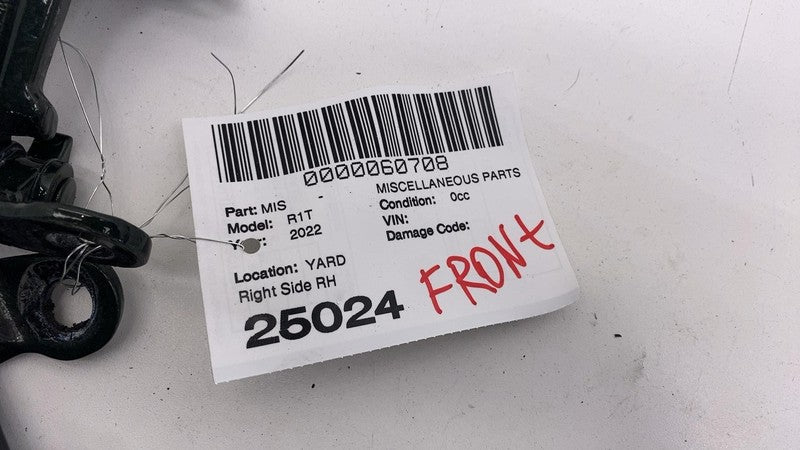 0000060708
MISCELLANEOUS PARTS
Part: MIS
Model: R1T
: 2022
Condition: 0cc
VIN:
Damage Code:
Location: YARD
Right Side RH
25024
FRONT